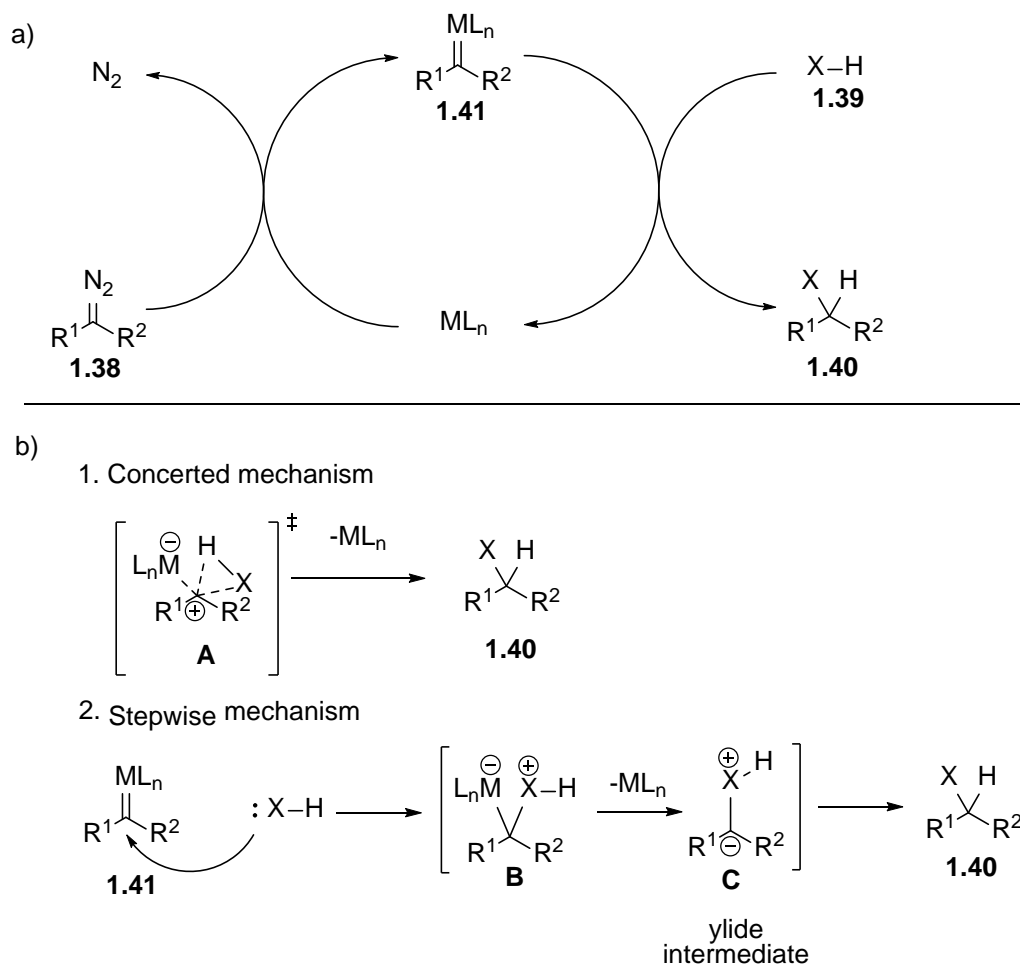 a)
N₂
MLₙ
R¹ R²
1.41
X–H
1.39
N₂
R¹ R²
1.38
MLₙ
X H
R¹ R²
1.40
b)
1. Concerted mechanism
‡
⊖ H
LₙM X
R¹ ⊕ R²
A
-MLₙ
X H
R¹ R²
1.40
2. Stepwise mechanism
MLₙ
R¹ R²
1.41
: X–H
⊖ ⊕
LₙM X–H
R¹ R²
B
-MLₙ
⊕ H
X
R¹ ⊖ R²
C
ylide
intermediate
X H
R¹ R²
1.40